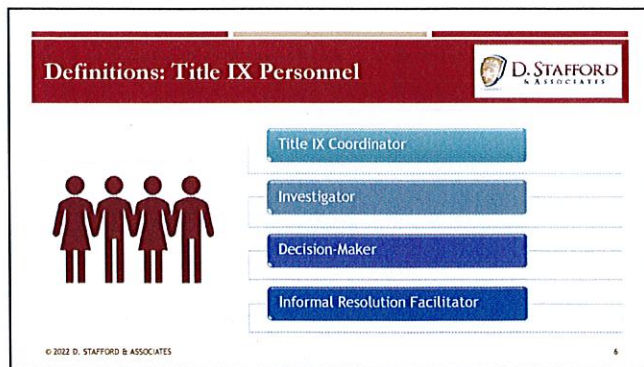 Definitions: Title IX Personnel
D. STAFFORD
& ASSOCIATES
Title IX Coordinator
Investigator
Decision-Maker
Informal Resolution Facilitator
© 2022 D. STAFFORD & ASSOCIATES
6